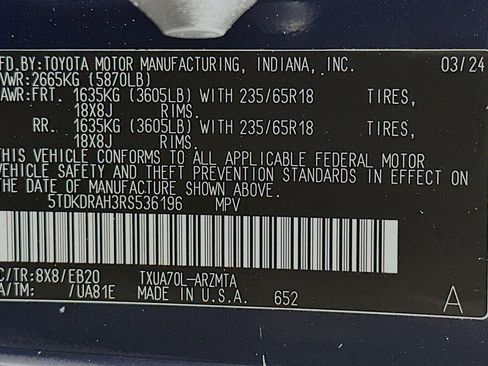 MFD.BY:TOYOTA MOTOR MANUFACTURING, INDIANA, INC. 03/24
VWR:2665KG (5870LB)
AWR:FRT. 1635KG (3605LB) WITH 235/65R18 TIRES,
18X8J RIMS.
RR. 1635KG (3605LB) WITH 235/65R18 TIRES,
18X8J RIMS.
THIS VEHICLE CONFORMS TO ALL APPLICABLE FEDERAL MOTOR
VEHICLE SAFETY AND THEFT PREVENTION STANDARDS IN EFFECT ON
THE DATE OF MANUFACTURE SHOWN ABOVE.
5TDKDRAH3RS536196 MPV
C/TR:8X8/EB20 TXUA70L-ARZMTA
A/TM: /UA81E MADE IN U.S.A. 652 A